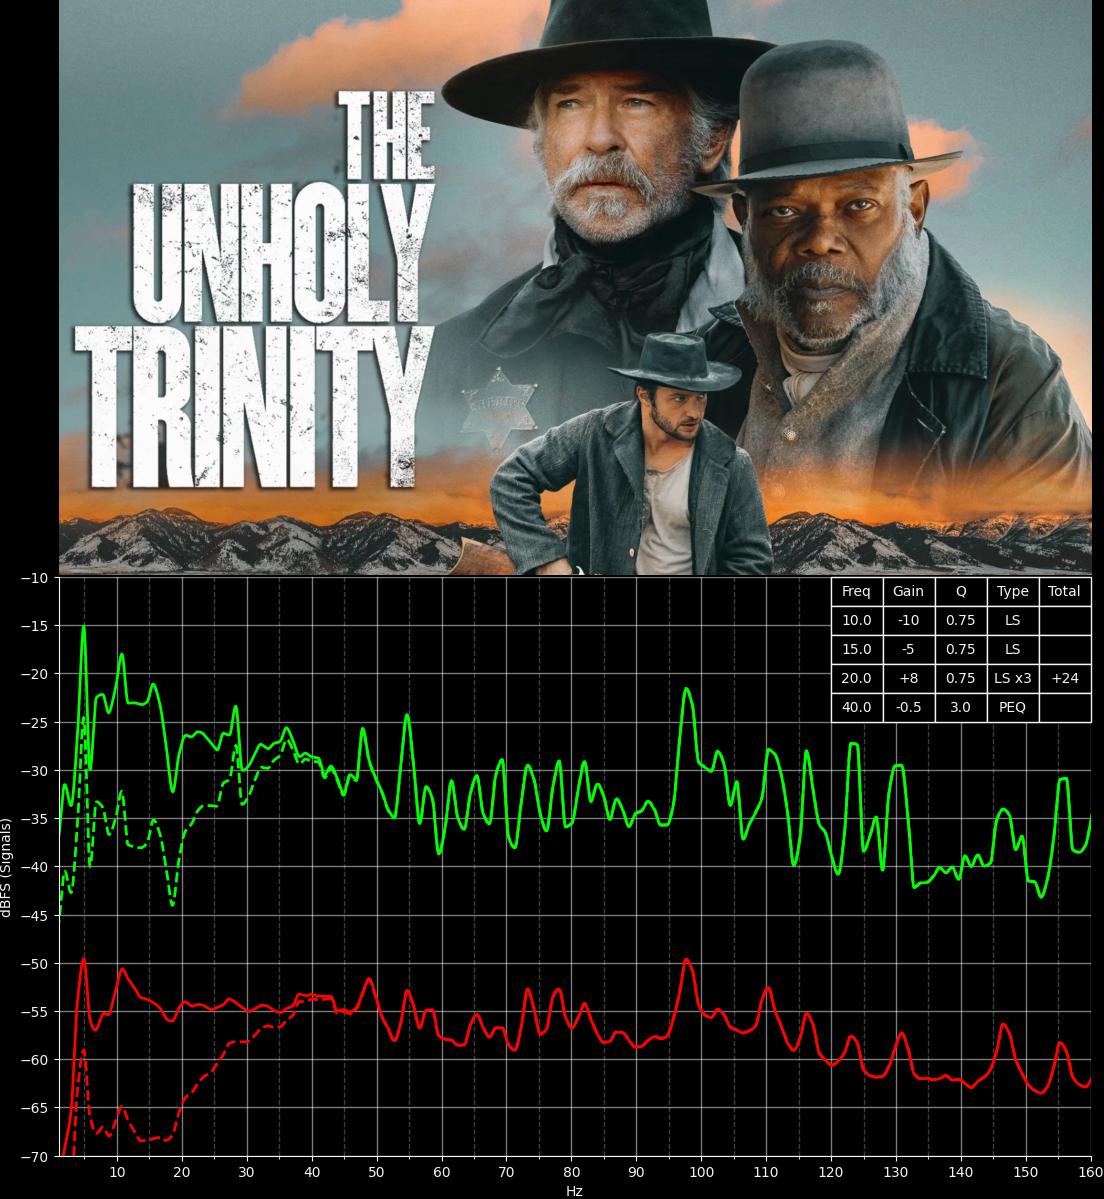 THE
UNHOLY
TRINITY
Freq Gain Q Type Total
10.0 -10 0.75 LS
15.0 -5 0.75 LS
20.0 +8 0.75 LS x3 +24
40.0 -0.5 3.0 PEQ
−10
−15
−20
−25
−30
−35
−40
−45
−50
−55
−60
−65
−70
dBFS (Signals)
10 20 30 40 50 60 70 80 90 100 110 120 130 140 150 160
Hz